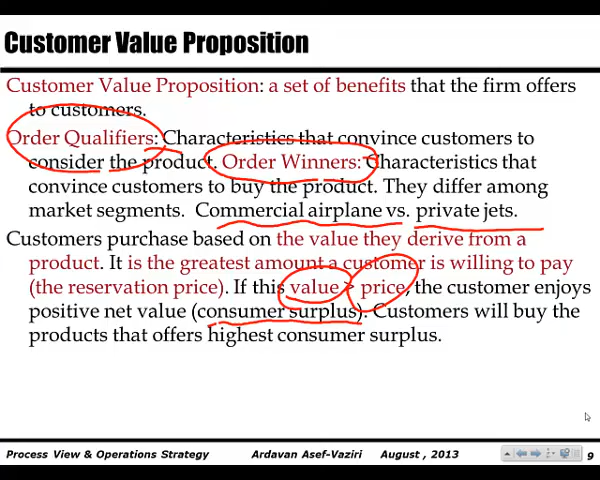 Customer Value Proposition
Customer Value Proposition: a set of benefits that the firm offers
to customers.
Order Qualifiers: Characteristics that convince customers to
consider the product. Order Winners: Characteristics that
convince customers to buy the product. They differ among
market segments. Commercial airplane vs. private jets.
Customers purchase based on the value they derive from a
product. It is the greatest amount a customer is willing to pay
(the reservation price). If this value > price, the customer enjoys
positive net value (consumer surplus). Customers will buy the
products that offers highest consumer surplus.
Process View & Operations Strategy Ardavan Asef-Vaziri August , 2013 9